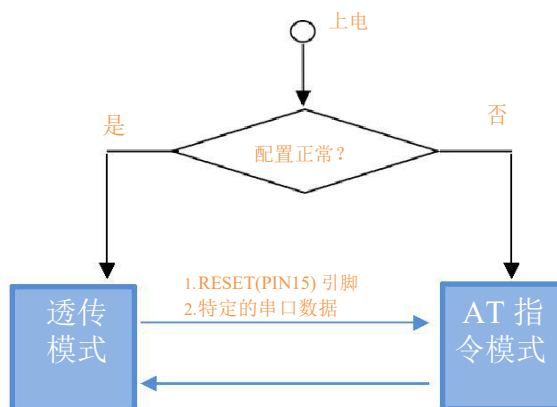 上电
是
否
配置正常？
1.RESET(PIN15) 引脚
2.特定的串口数据
透传
模式
AT 指
令模式